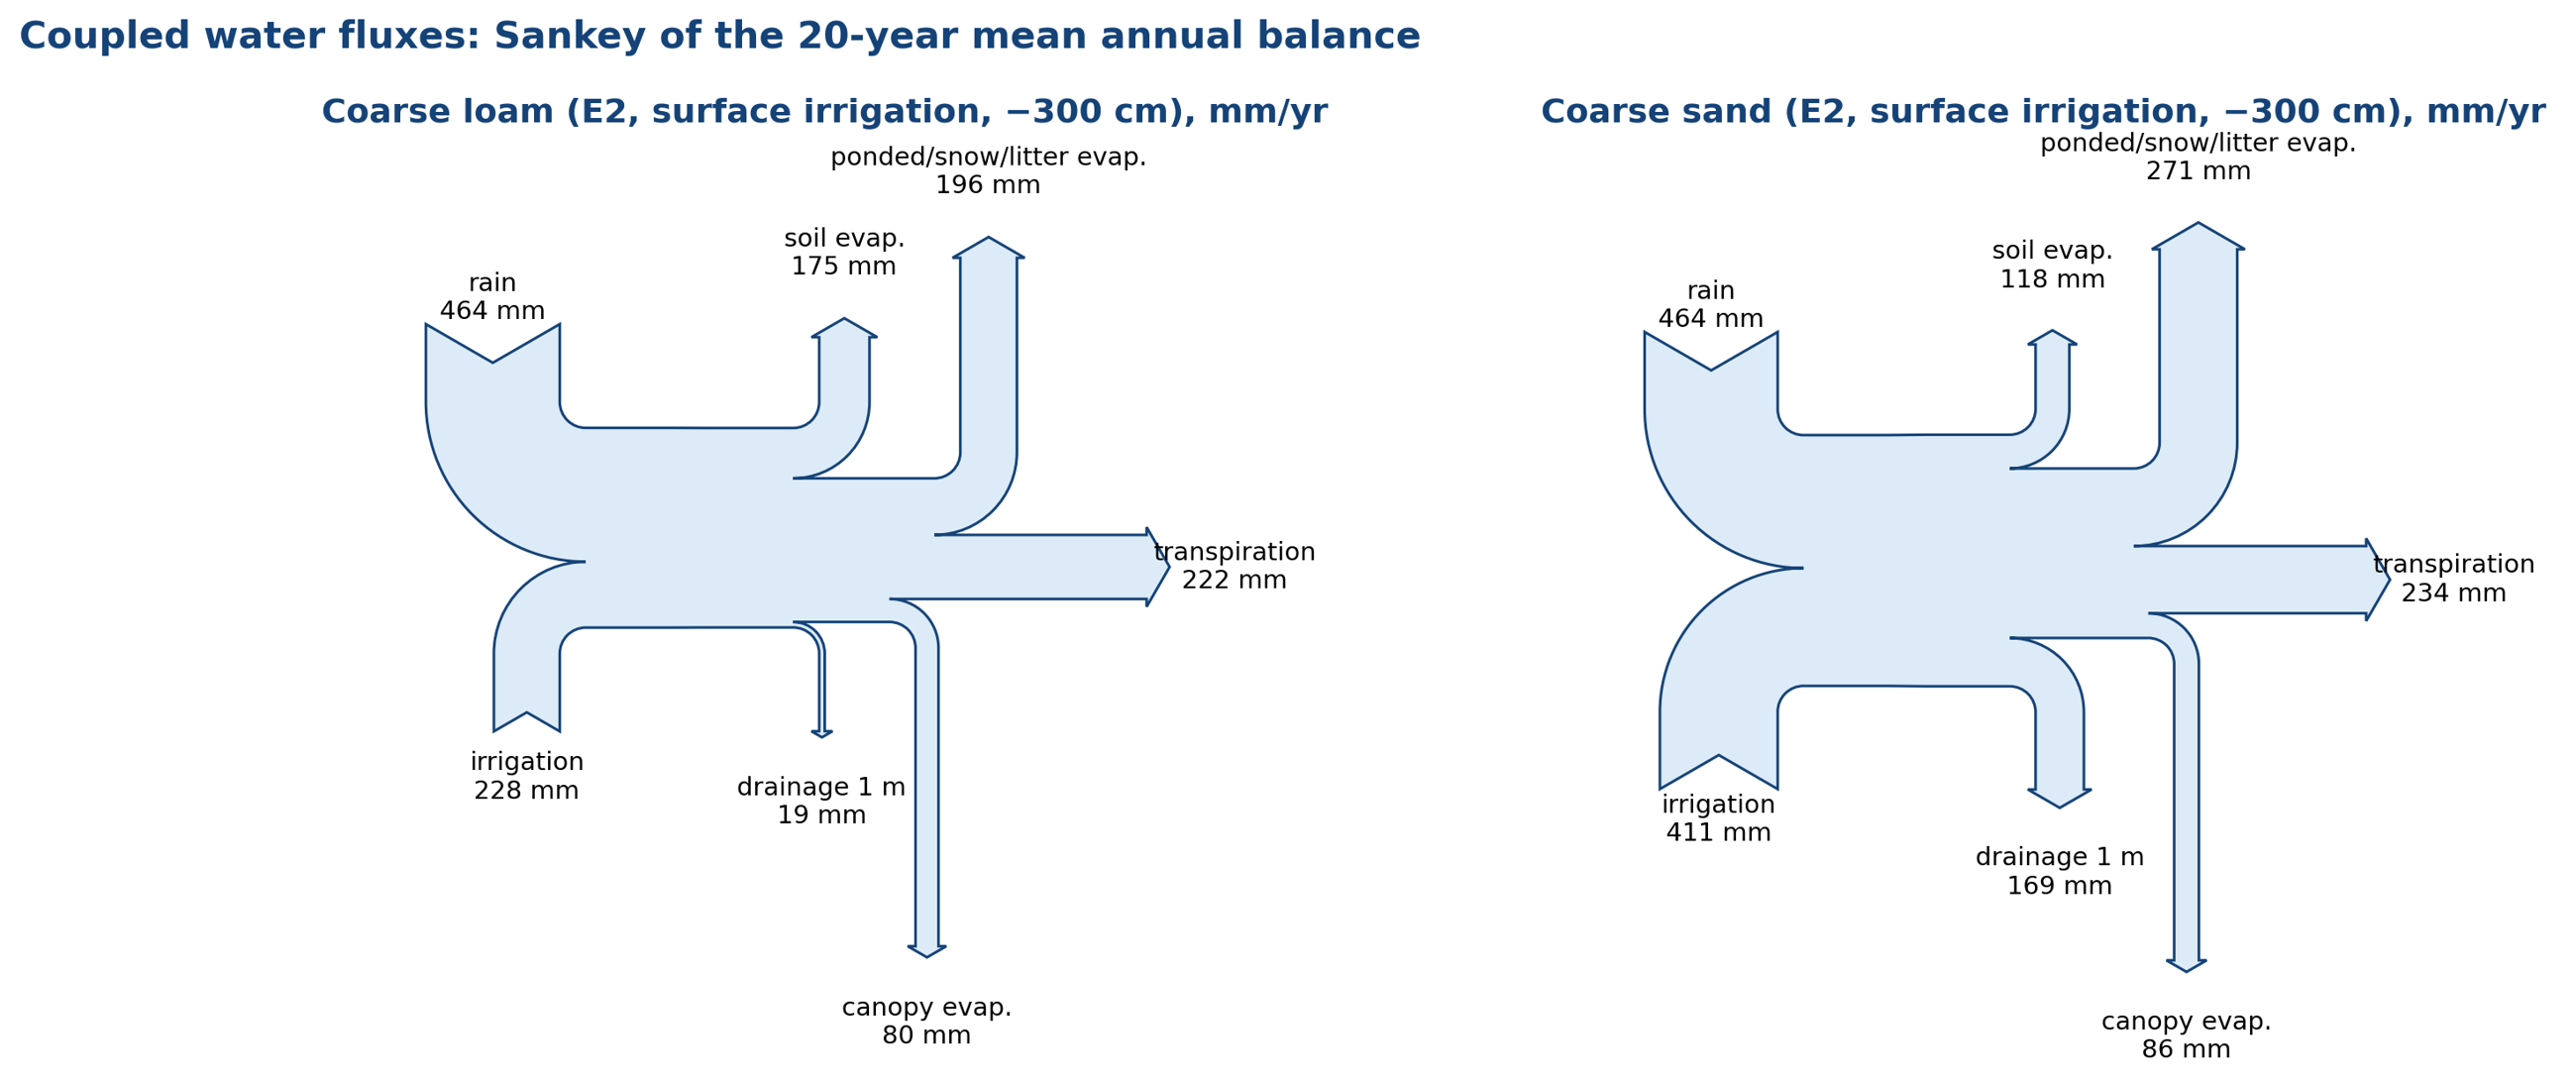 Coupled water fluxes: Sankey of the 20-year mean annual balance
Coarse loam (E2, surface irrigation, −300 cm), mm/yr
ponded/snow/litter evap.
196 mm
soil evap.
175 mm
rain
464 mm
transpiration
222 mm
irrigation
228 mm
drainage 1 m
19 mm
canopy evap.
80 mm
Coarse sand (E2, surface irrigation, −300 cm), mm/yr
ponded/snow/litter evap.
271 mm
soil evap.
118 mm
rain
464 mm
transpiration
234 mm
irrigation
411 mm
drainage 1 m
169 mm
canopy evap.
86 mm